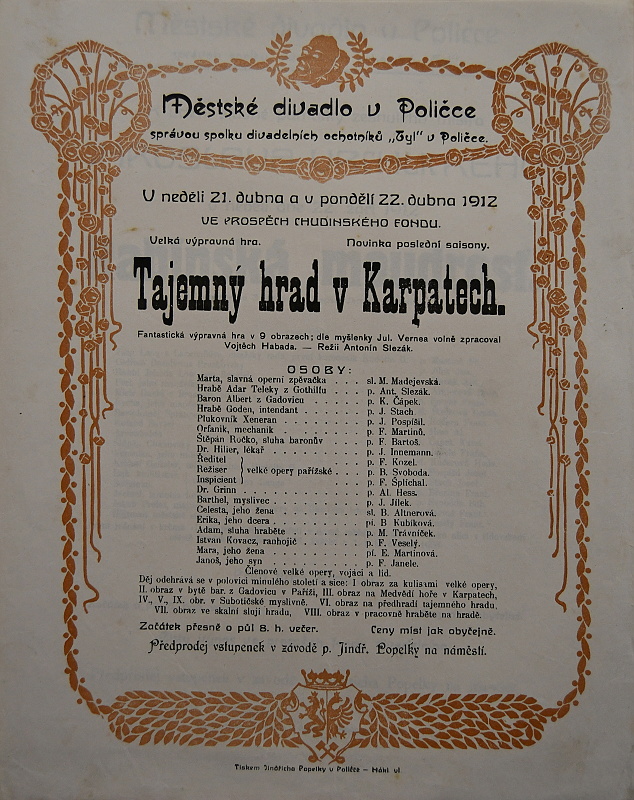 Městské divadlo v Poličce
správou spolku divadelních ochotníků „Tyl" v Poličce.
V neděli 21. dubna a v pondělí 22. dubna 1912
VE PROSPĚCH CHUDINSKÉHO FONDU.
Velká výpravná hra. Novinka poslední saisony.
Tajemný hrad v Karpatech.
Fantastická výpravná hra v 9 obrazech; dle myšlenky Jul. Vernea volně zpracoval
Vojtěch Habada. — Režií Antonín Slezák.
OSOBY:
Marta, slavná operní zpěvačka . . . sl. M. Madejevská.
Hrabě Adar Teleky z Gothilfu . . . p. Ant. Slezák.
Baron Albert z Gadovicu . . . . p. K. Čápek.
Hrabě Goden, intendant . . . . . p. J. Stach.
Plukovník Xeneran . . . . . . p. J. Pospíšil.
Orfanik, mechanik . . . . . . p. F. Martinů.
Štěpán Ručko, sluha baronův . . . . p. F. Bartoš.
Dr. Hilier, lékař . . . . . . . p. J. Innemann.
Ředitel p. F. Kozel.
Režiser velké opery pařížské . . . p. B. Svoboda.
Inspicient p. F. Šplíchal.
Dr. Grinn . . . . . . . . . p. Al. Hess.
Barthel, myslivec . . . . . . . p. J. Jílek.
Celesta, jeho žena . . . . . . . sl. B. Altnerová.
Erika, jeho dcera . . . . . . . pí. B Kubíková.
Adam, sluha hraběte . . . . . . p. M. Trávníček.
Istvan Kovacz, ranhojič . . . . . p. F. Veselý.
Mara, jeho žena . . . . . . . pí. E. Martinová.
Janoš, jeho syn . . . . . . . p. F. Janele.
Členové velké opery, vojáci a lid.
Děj odehrává se v polovici minulého století a sice: I obraz za kulisami velké opery,
II. obraz v bytě bar. z Gadovicu v Paříži, III. obraz na Medvědí hoře v Karpatech,
IV., V., IX. obr. v Subotičské myslivně, VI. obraz na předhradí tajemného hradu,
VII. obraz ve skalní sluji hradu, VIII. obraz v pracovně hraběte na hradě.
Začátek přesně o půl 8. h. večer. Ceny míst jak obyčejně.
Předprodej vstupenek v závodě p. Jindř. Popelky na náměstí.
Tiskem Jindřicha Popelky v Poličce — Hákl ul